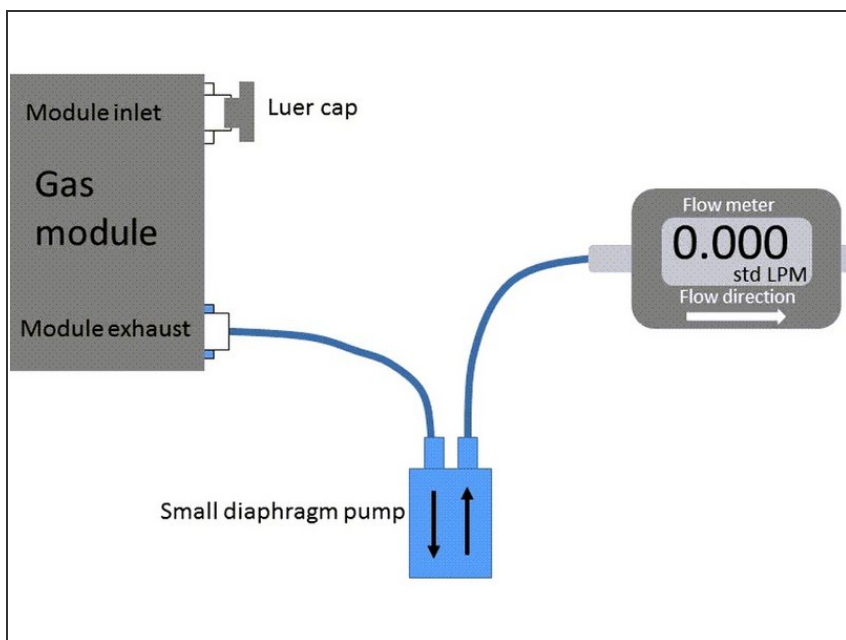 Module inlet
Luer cap
Gas
module
Module exhaust
Flow meter
0.000
std LPM
Flow direction
Small diaphragm pump